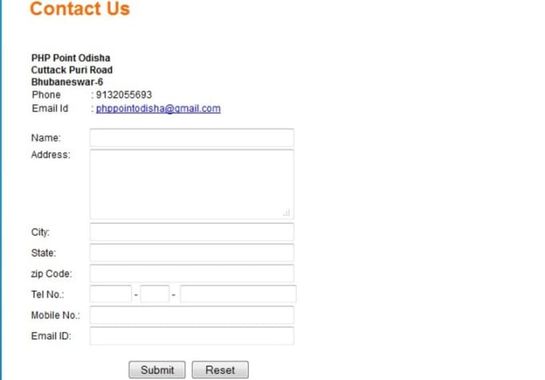 Contact Us
PHP Point Odisha
Cuttack Puri Road
Bhubaneswar-6
Phone : 9132055693
Email Id : phppointodisha@gmail.com
Name:
Address:
City:
State:
zip Code:
Tel No.: - -
Mobile No.:
Email ID:
Submit Reset